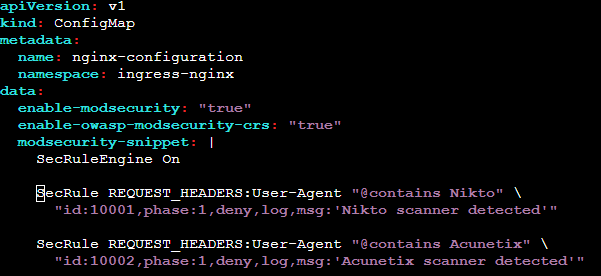 apiVersion: v1
kind: ConfigMap
metadata:
  name: nginx-configuration
  namespace: ingress-nginx
data:
  enable-modsecurity: "true"
  enable-owasp-modsecurity-crs: "true"
  modsecurity-snippet: |
    SecRuleEngine On

    SecRule REQUEST_HEADERS:User-Agent "@contains Nikto" \
      "id:10001,phase:1,deny,log,msg:'Nikto scanner detected'"

    SecRule REQUEST_HEADERS:User-Agent "@contains Acunetix" \
      "id:10002,phase:1,deny,log,msg:'Acunetix scanner detected'"